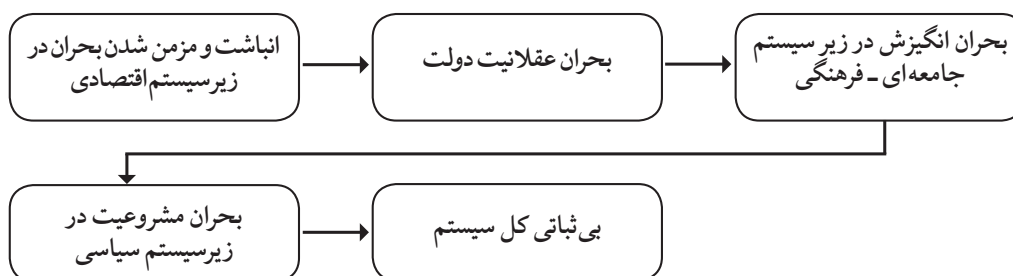 انباشت و مزمن شدن بحران در
زیرسیستم اقتصادی
بحران عقلانیت دولت
بحران انگیزش در زیر سیستم
جامعه‌ای ـ فرهنگی
بحران مشروعیت در
زیرسیستم سیاسی
بی‌ثباتی کل سیستم